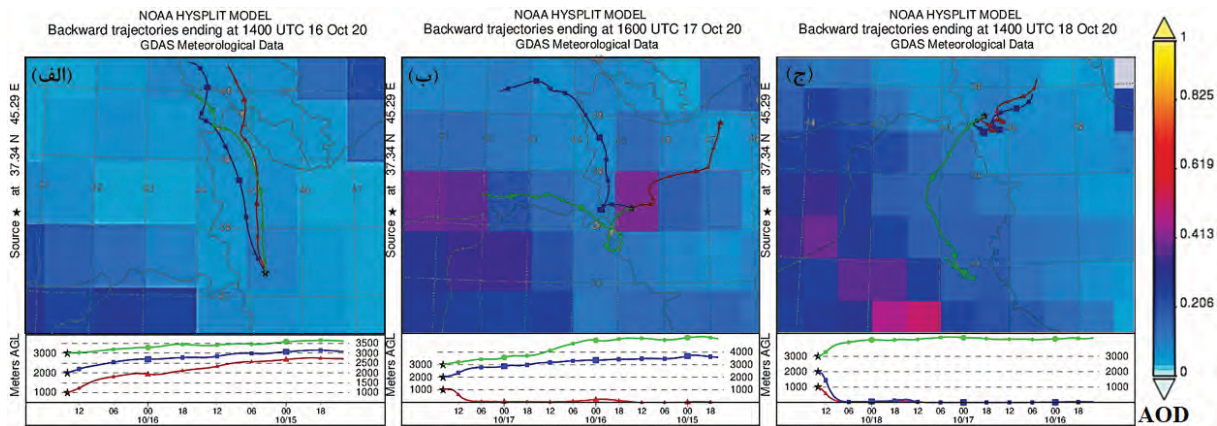 NOAA HYSPLIT MODEL
Backward trajectories ending at 1400 UTC 16 Oct 20
GDAS Meteorological Data
(الف)
Source ★ at 37.34 N 45.29 E
Meters AGL
3000
2000
1000
3500
3000
2500
2000
1500
1000
12 06 00 18 12 06 00 18
10/16 10/15
NOAA HYSPLIT MODEL
Backward trajectories ending at 1600 UTC 17 Oct 20
GDAS Meteorological Data
(ب)
Source ★ at 37.34 N 45.29 E
Meters AGL
3000
2000
1000
4000
3000
2000
1000
12 06 00 18 12 06 00 18
10/17 10/16
NOAA HYSPLIT MODEL
Backward trajectories ending at 1400 UTC 18 Oct 20
GDAS Meteorological Data
(ج)
Source ★ at 37.34 N 45.29 E
Meters AGL
3000
2000
1000
3000
2000
1000
12 06 00 18 12 06 00 18
10/18 10/17 10/16
1
0.825
0.619
0.413
0.206
0
AOD